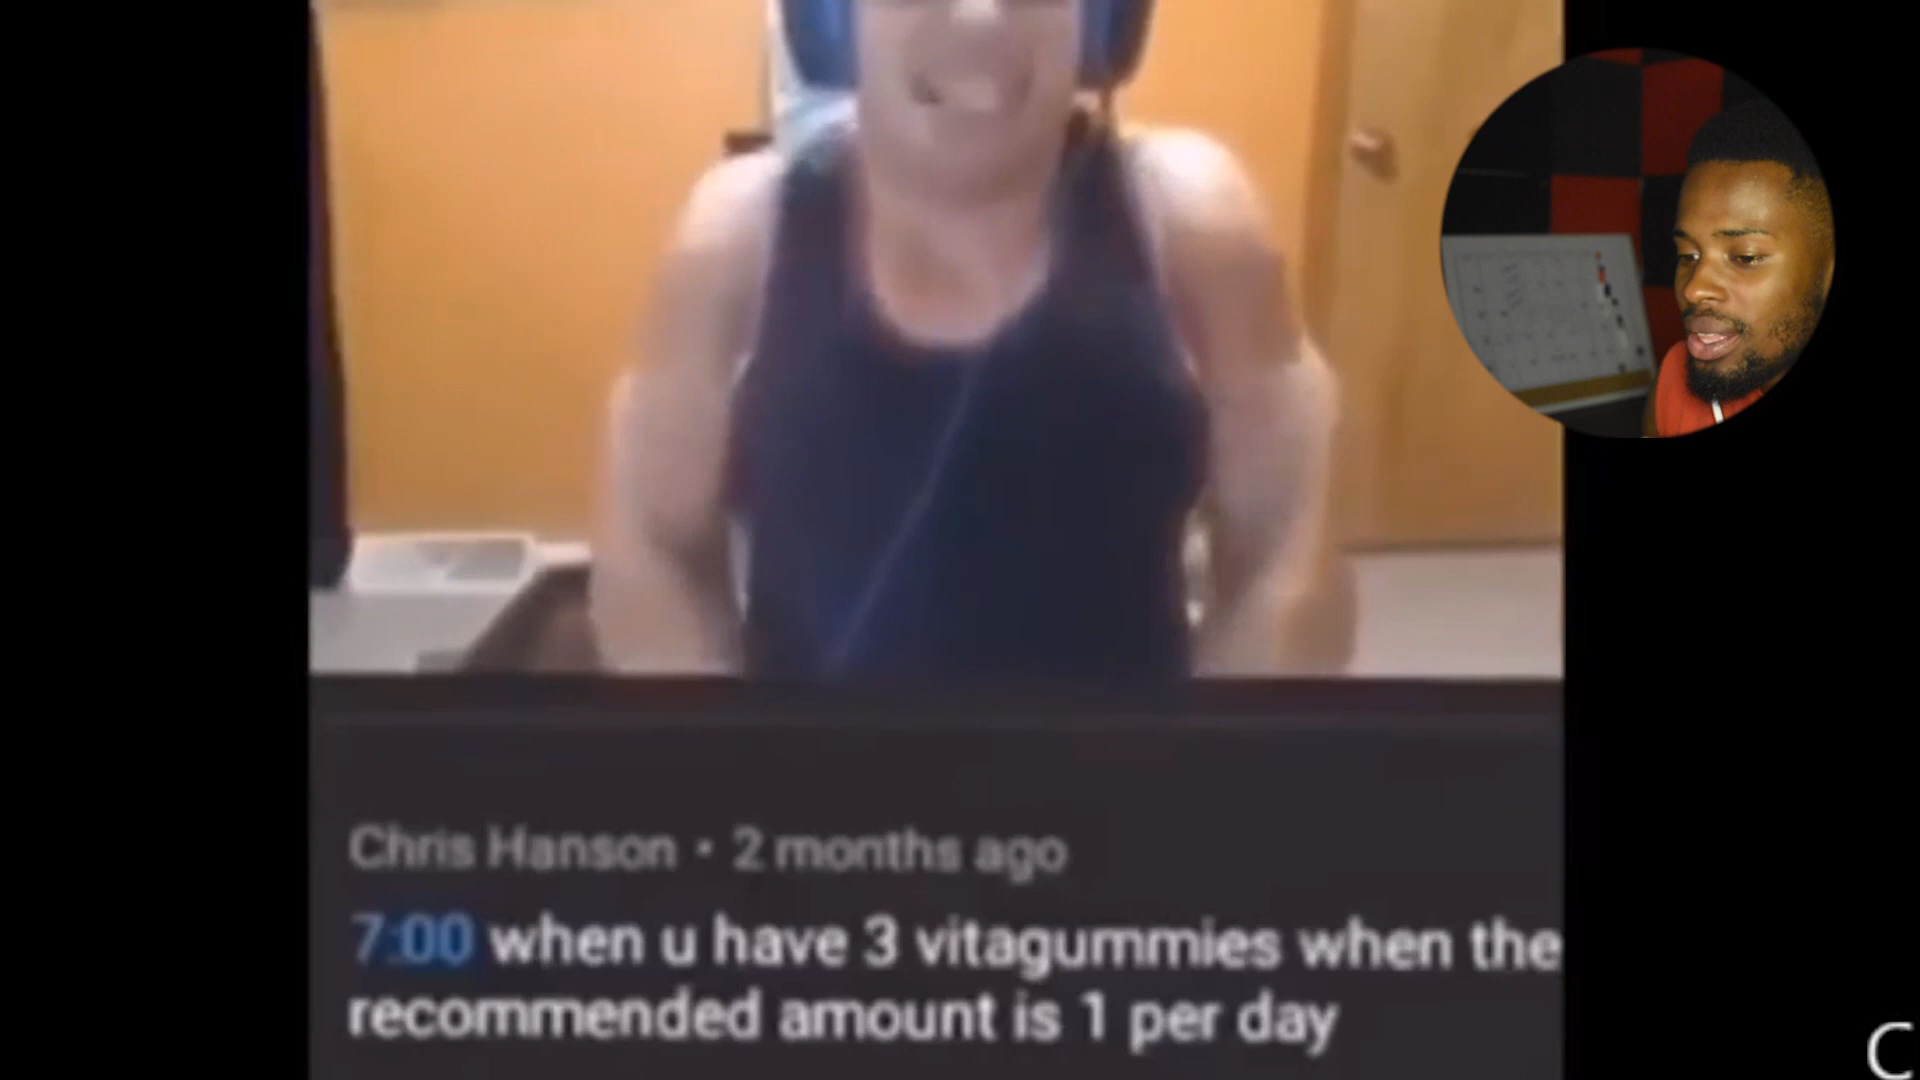 Chris Hanson • 2 months ago
7:00 when u have 3 vitagummies when the
recommended amount is 1 per day
C